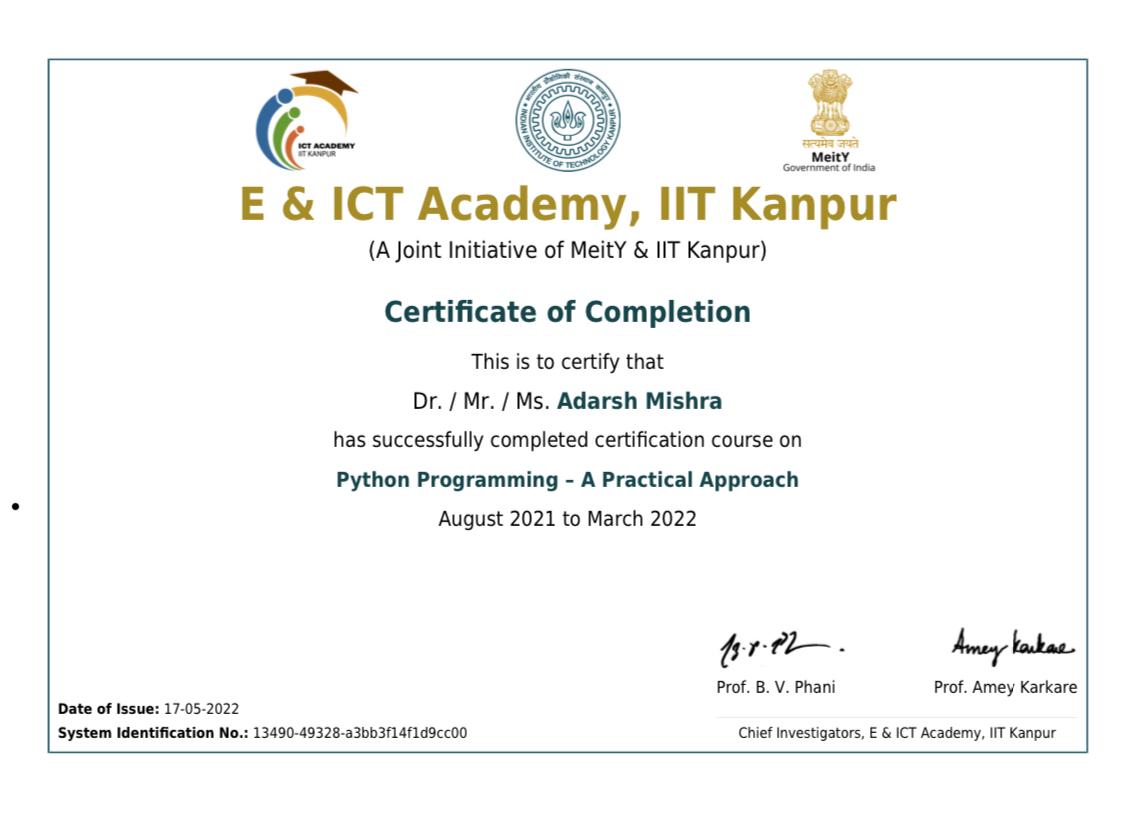 ICT ACADEMY
IIT KANPUR
भारतीय प्रौद्योगिकी संस्थान कानपुर
INDIAN INSTITUTE OF TECHNOLOGY KANPUR
सत्यमेव जयते
MeitY
Government of India
E & ICT Academy, IIT Kanpur
(A Joint Initiative of MeitY & IIT Kanpur)
Certificate of Completion
This is to certify that
Dr. / Mr. / Ms. Adarsh Mishra
has successfully completed certification course on
Python Programming – A Practical Approach
August 2021 to March 2022
Amey Karkare
Prof. B. V. Phani
Prof. Amey Karkare
Date of Issue: 17-05-2022
System Identification No.: 13490-49328-a3bb3f14f1d9cc00
Chief Investigators, E & ICT Academy, IIT Kanpur